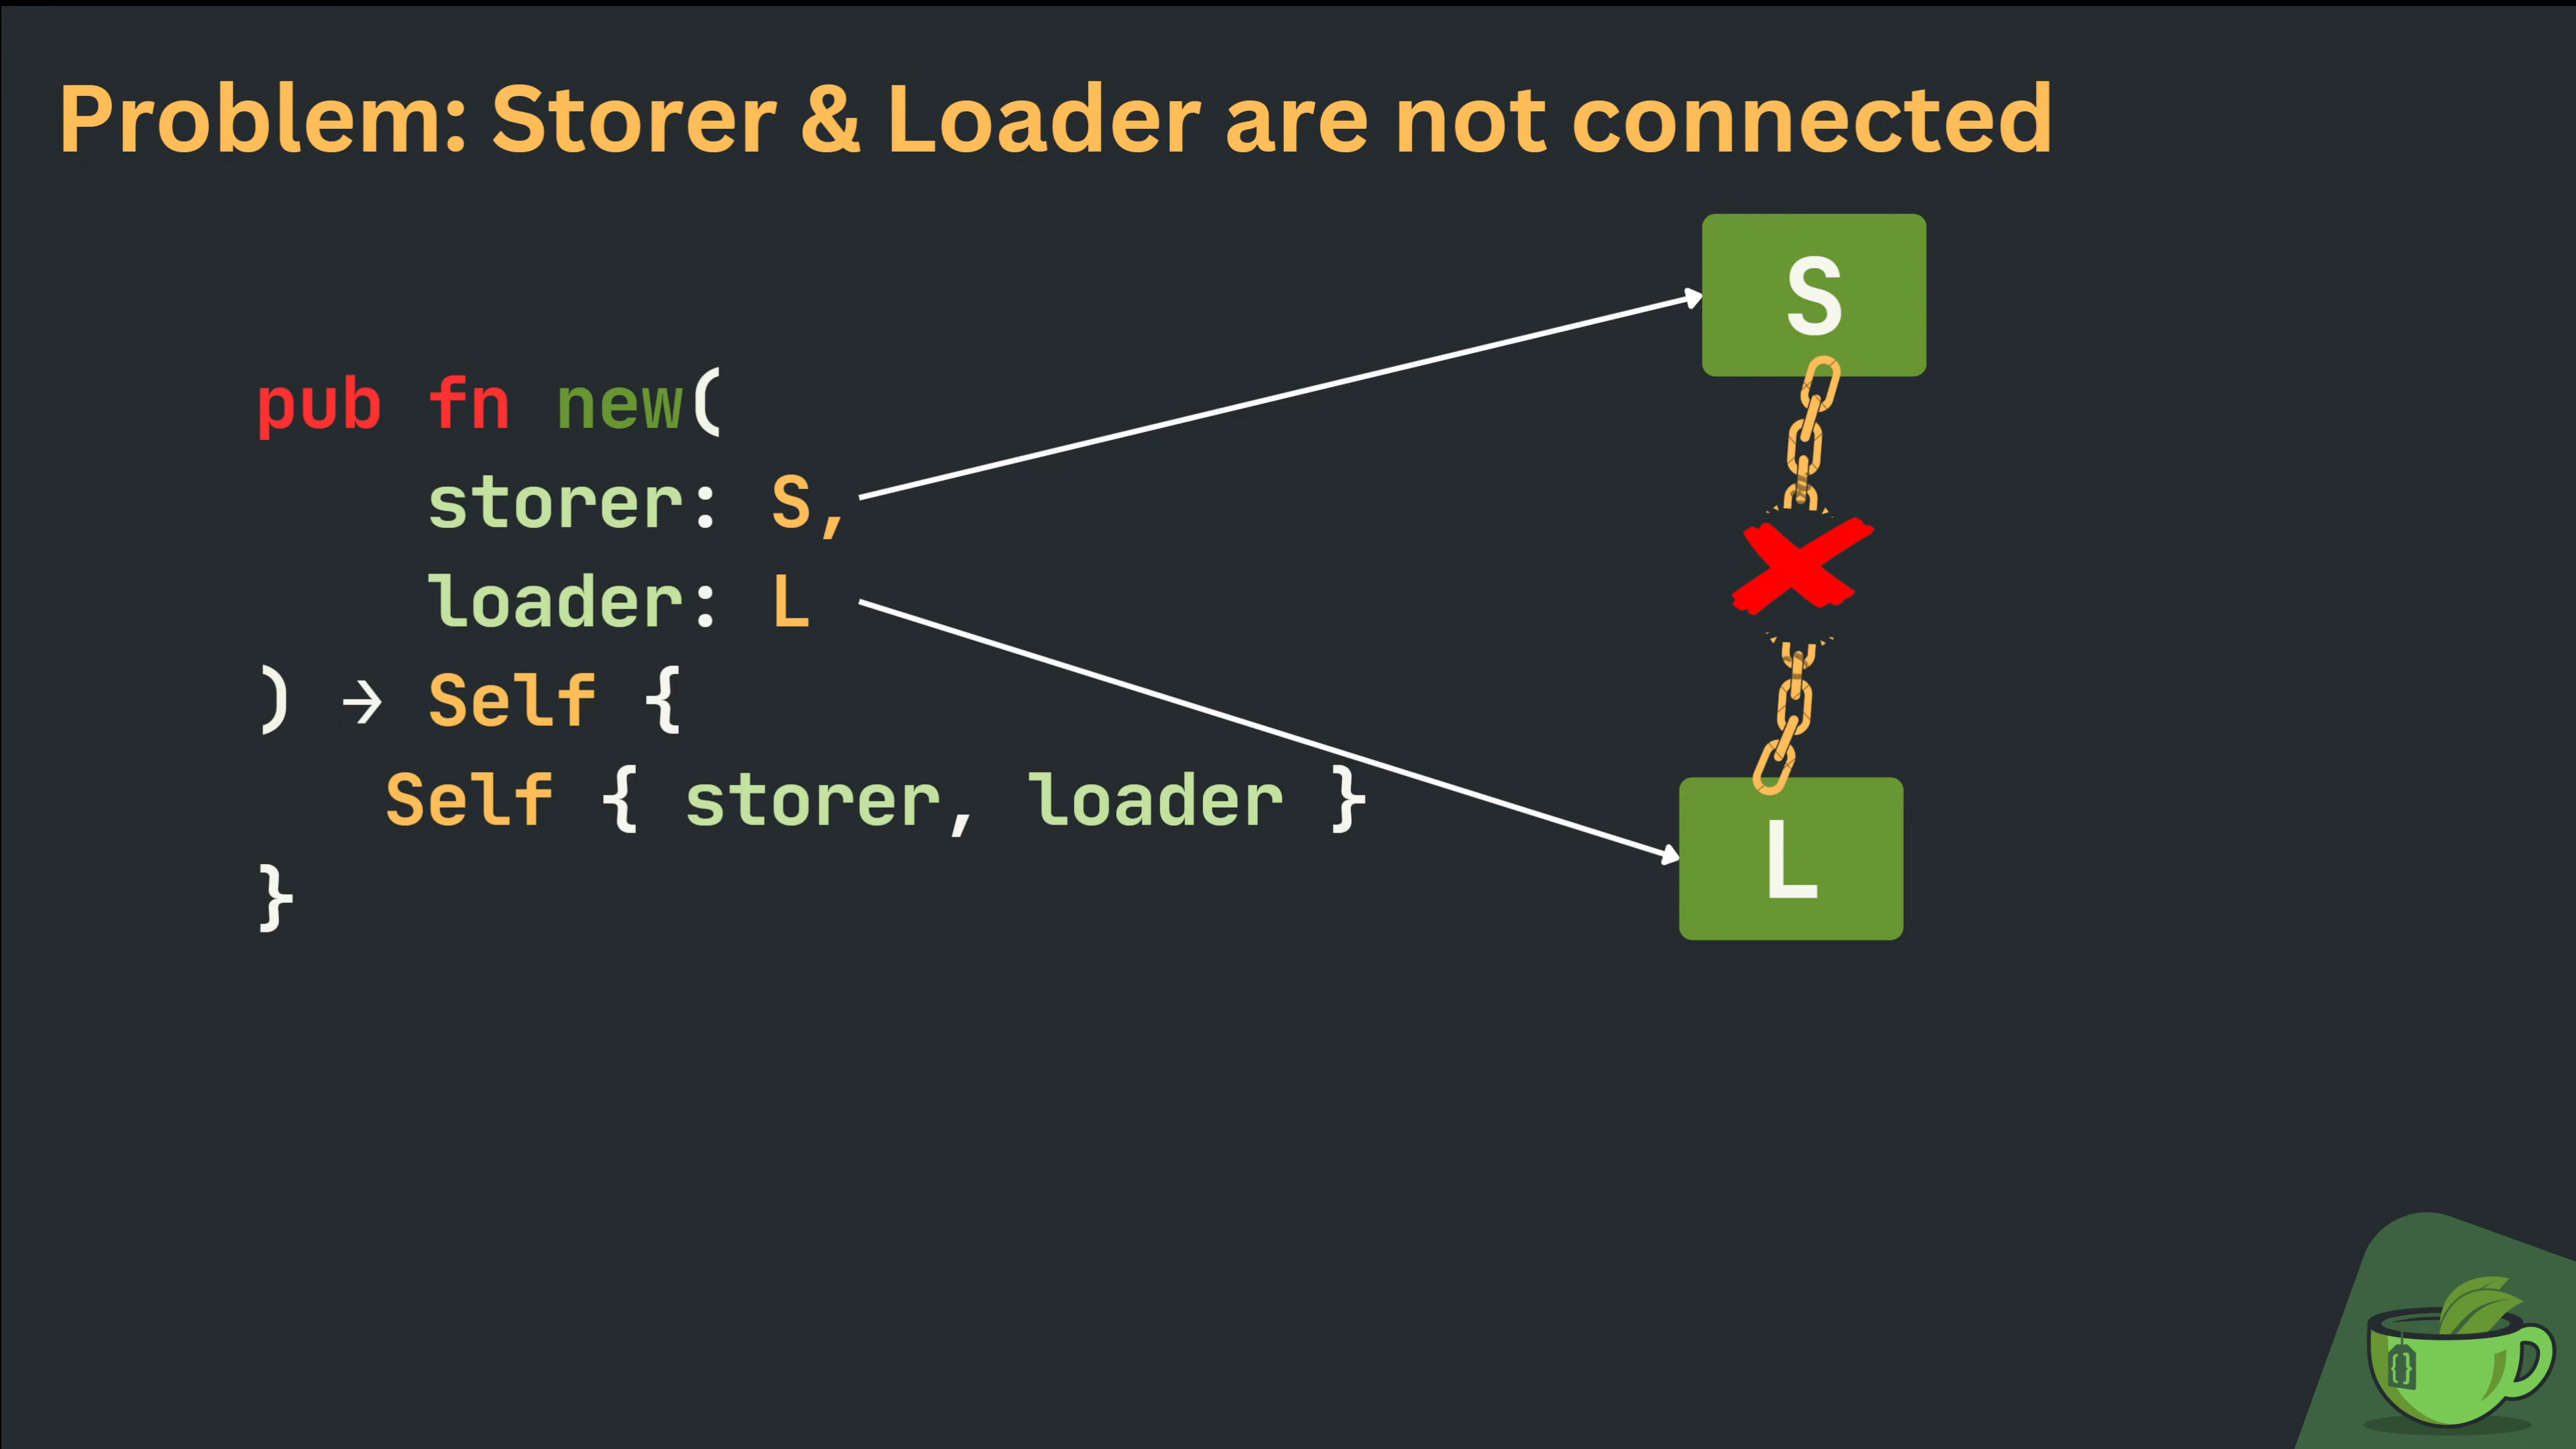 Problem: Storer & Loader are not connected
pub fn new(
storer: S,
loader: L
) → Self {
Self { storer, loader }
}
S
L
{}